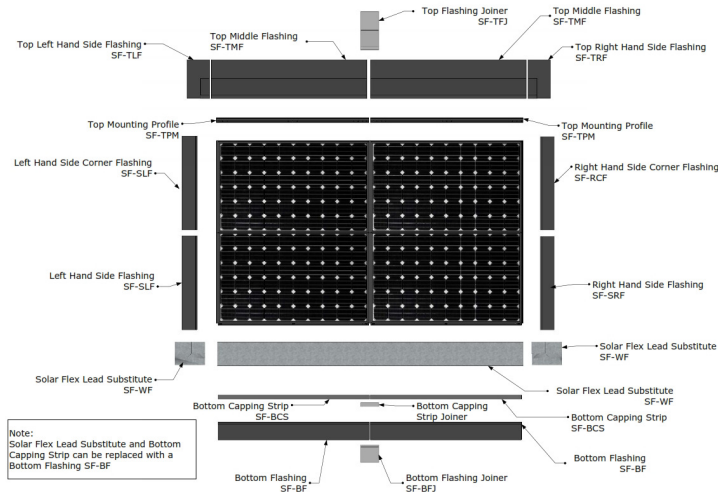 Top Flashing Joiner
SF-TFJ
Top Middle Flashing
SF-TMF
Top Left Hand Side Flashing
SF-TLF
Top Middle Flashing
SF-TMF
Top Right Hand Side Flashing
SF-TRF
Top Mounting Profile
SF-TPM
Top Mounting Profile
SF-TPM
Left Hand Side Corner Flashing
SF-SLF
Right Hand Side Corner Flashing
SF-RCF
Left Hand Side Flashing
SF-SLF
Right Hand Side Flashing
SF-SRF
Solar Flex Lead Substitute
SF-WF
Solar Flex Lead Substitute
SF-WF
Solar Flex Lead Substitute
SF-WF
Bottom Capping Strip
SF-BCS
Bottom Capping
Strip Joiner
Bottom Capping Strip
SF-BCS
Note:
Solar Flex Lead Substitute and Bottom
Capping Strip can be replaced with a
Bottom Flashing SF-BF
Bottom Flashing
SF-BF
Bottom Flashing Joiner
SF-BFJ
Bottom Flashing
SF-BF